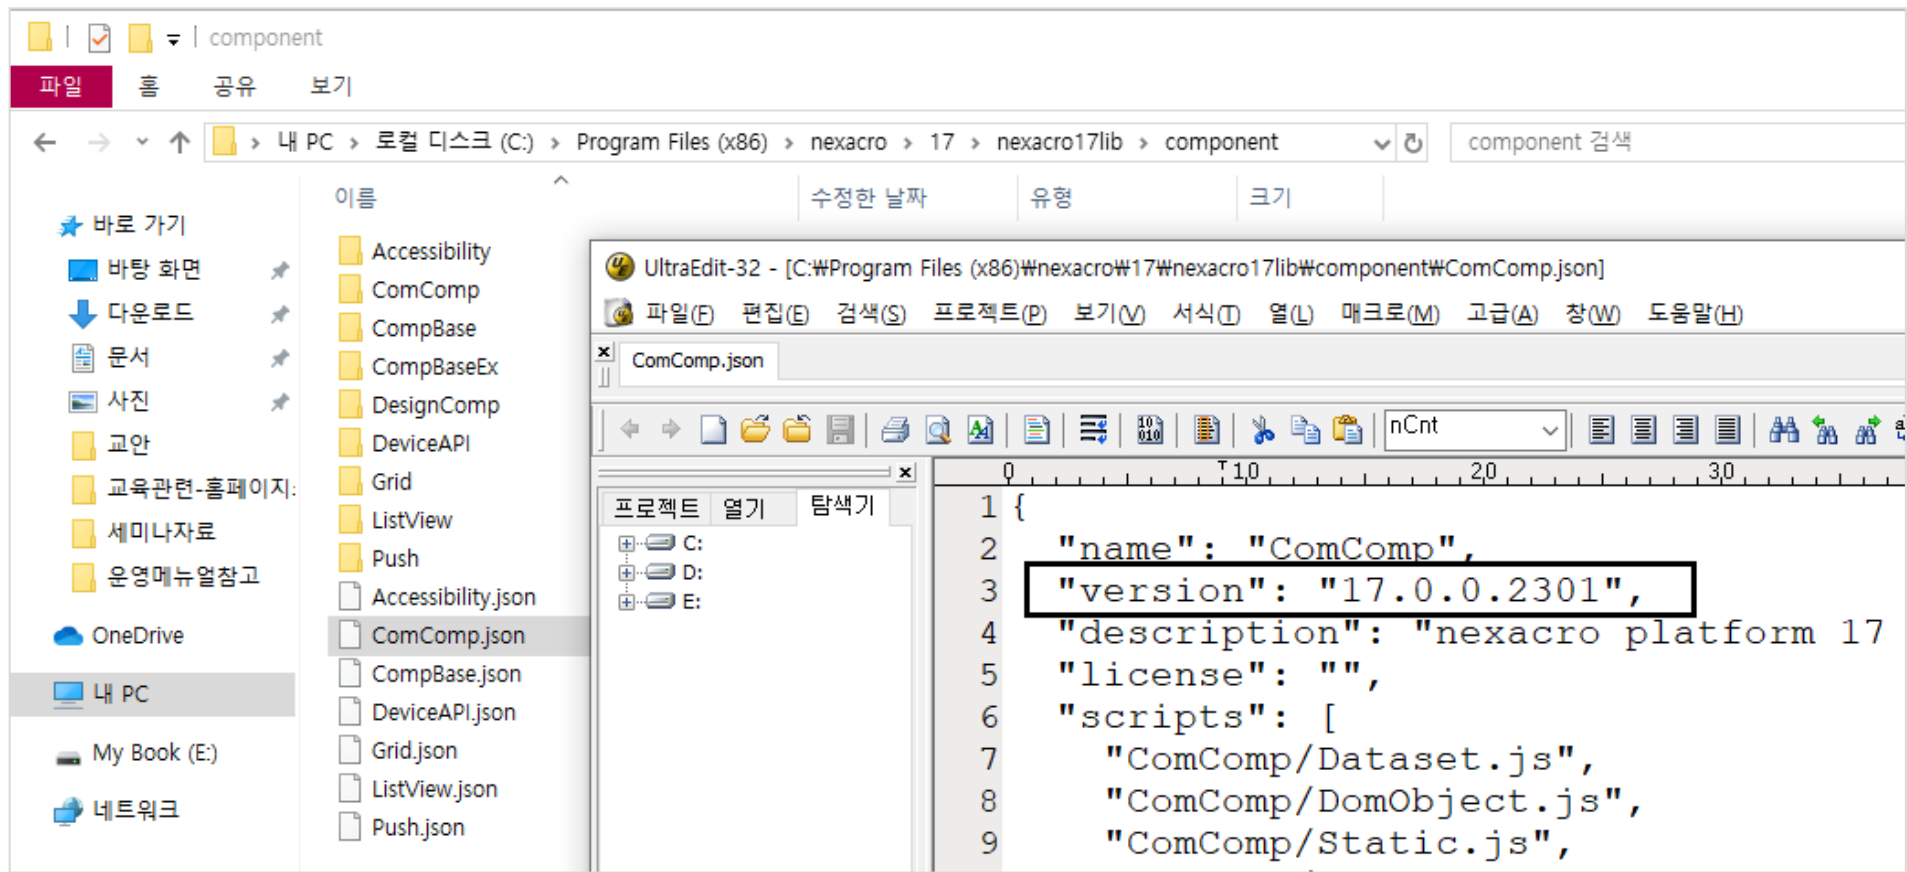 component
파일 홈 공유 보기
내 PC > 로컬 디스크 (C:) > Program Files (x86) > nexacro > 17 > nexacro17lib > component
component 검색
이름 수정한 날짜 유형 크기
바로 가기
바탕 화면
다운로드
문서
사진
교안
교육관련-홈페이지:
세미나자료
운영메뉴얼참고
OneDrive
내 PC
My Book (E:)
네트워크
Accessibility
ComComp
CompBase
CompBaseEx
DesignComp
DeviceAPI
Grid
ListView
Push
Accessibility.json
ComComp.json
CompBase.json
DeviceAPI.json
Grid.json
ListView.json
Push.json
UltraEdit-32 - [C:₩Program Files (x86)₩nexacro₩17₩nexacro17lib₩component₩ComComp.json]
파일(F) 편집(E) 검색(S) 프로젝트(P) 보기(V) 서식(T) 열(L) 매크로(M) 고급(A) 창(W) 도움말(H)
ComComp.json
nCnt
프로젝트 열기 탐색기
C:
D:
E:
0 10 20 30
1 {
2 "name": "ComComp",
3 "version": "17.0.0.2301",
4 "description": "nexacro platform 17
5 "license": "",
6 "scripts": [
7 "ComComp/Dataset.js",
8 "ComComp/DomObject.js",
9 "ComComp/Static.js",